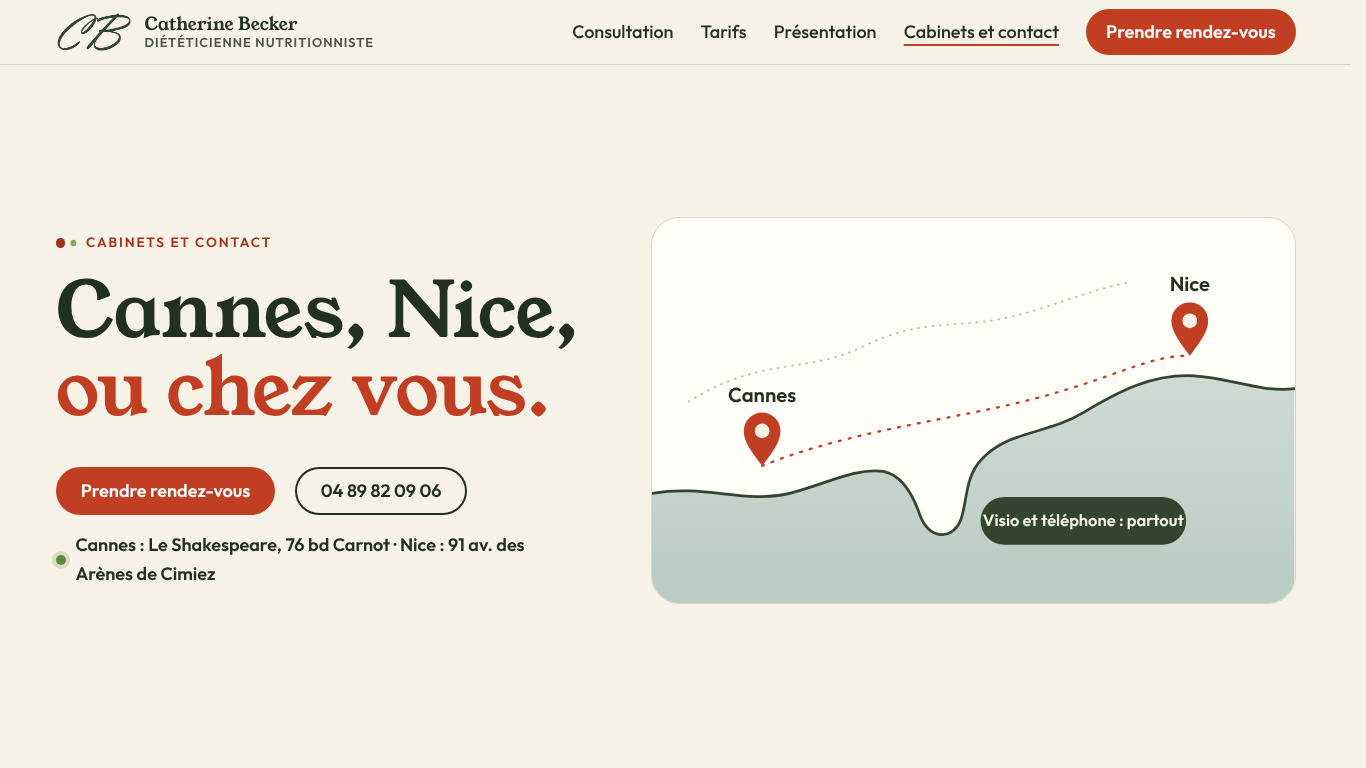 CB
Catherine Becker
DIÉTÉTICIENNE NUTRITIONNISTE
Consultation
Tarifs
Présentation
Cabinets et contact
Prendre rendez-vous
CABINETS ET CONTACT
Cannes, Nice,
ou chez vous.
Prendre rendez-vous
04 89 82 09 06
Cannes : Le Shakespeare, 76 bd Carnot · Nice : 91 av. des
Arènes de Cimiez
Nice
Cannes
Visio et téléphone : partout